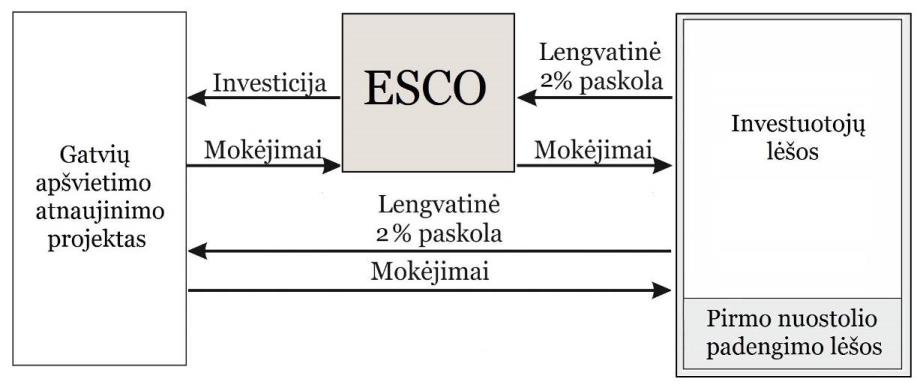 Gatvių
apšvietimo
atnaujinimo
projektas
Investicija
Mokėjimai
ESCO
Lengvatinė
2% paskola
Mokėjimai
Lengvatinė
2% paskola
Mokėjimai
Investuotojų
lėšos
Pirmo nuostolio
padengimo lėšos